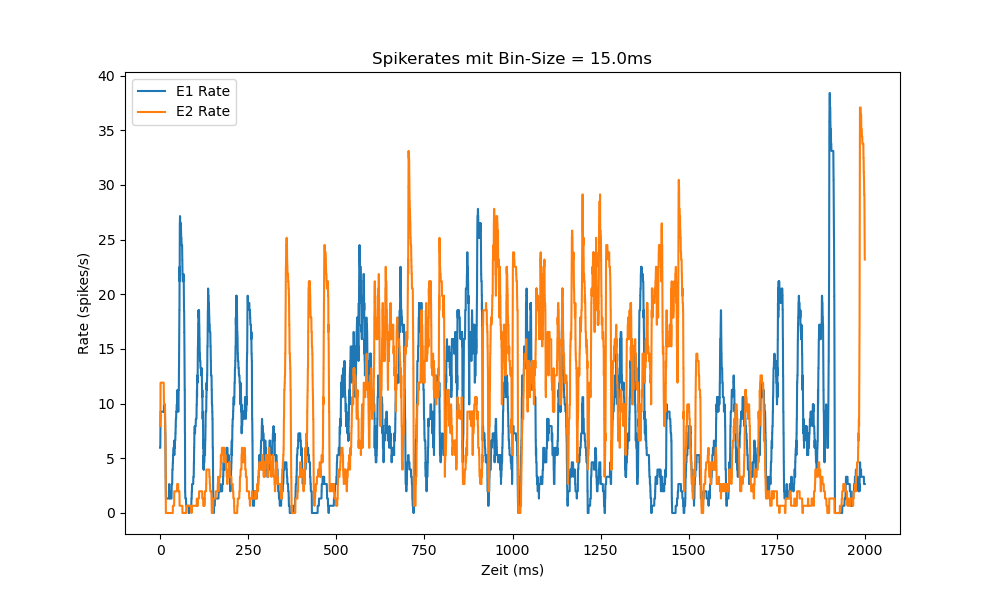 Spikerates mit Bin-Size = 15.0ms
E1 Rate
E2 Rate
Rate (spikes/s)
40
35
30
25
20
15
10
5
0
0 250 500 750 1000 1250 1500 1750 2000
Zeit (ms)